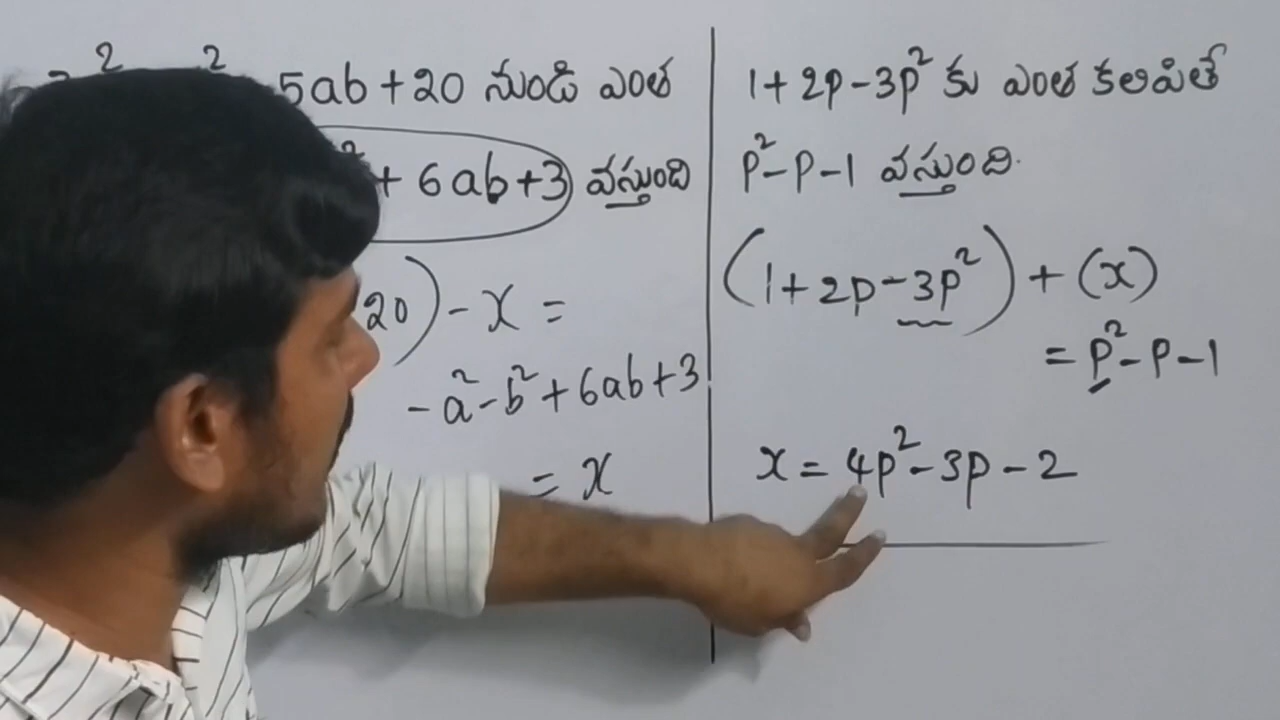 5ab+20 నుండి ఎంత
+ 6ab+3 వస్తుంది
20) - x =
-a²-b²+6ab+3
= x
1+2p-3p² కు ఎంత కలిపితే
p²-p-1 వస్తుంది.
(1+2p-3p²)+(x)
= p²-p-1
x = 4p²-3p-2